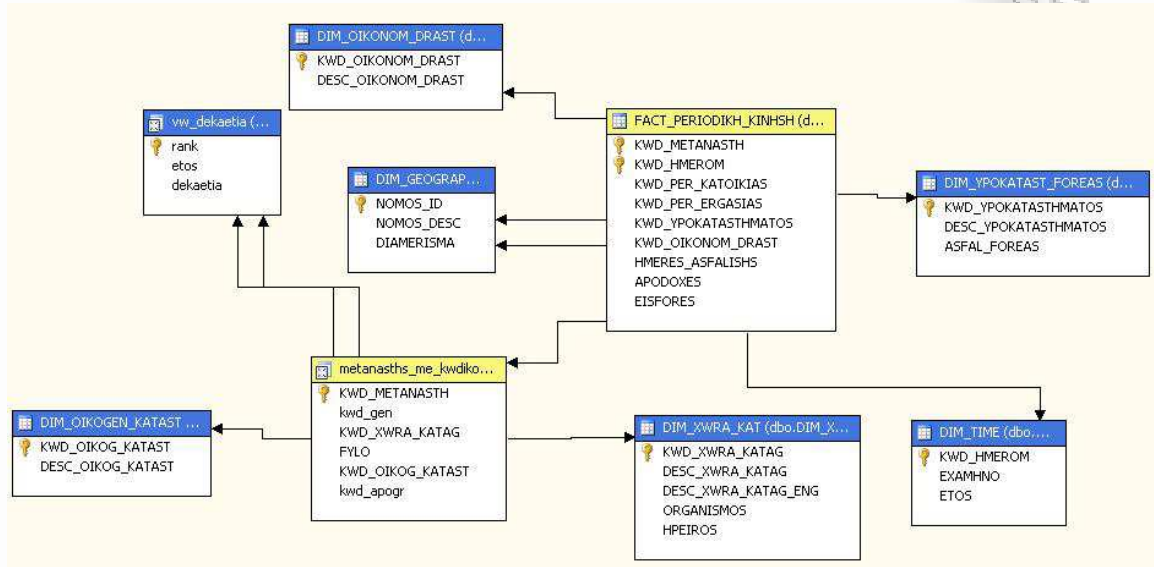 DIM_OIKONOM_DRAST (d...
KWD_OIKONOM_DRAST
DESC_OIKONOM_DRAST
vw_dekaetia (...
rank
etos
dekaetia
DIM_GEOGRAP...
NOMOS_ID
NOMOS_DESC
DIAMERISMA
FACT_PERIODIKH_KINHSH (d...
KWD_METANASTH
KWD_HMEROM
KWD_PER_KATOIKIAS
KWD_PER_ERGASIAS
KWD_YPOKATASTHMATOS
KWD_OIKONOM_DRAST
HMERES_ASFALISHS
APODOXES
EISFORES
DIM_YPOKATAST_FOREAS (d...
KWD_YPOKATASTHMATOS
DESC_YPOKATASTHMATOS
ASFAL_FOREAS
metanasths_me_kwdiko...
KWD_METANASTH
kwd_gen
KWD_XWRA_KATAG
FYLO
KWD_OIKOG_KATAST
kwd_apogr
DIM_OIKOGEN_KATAST ...
KWD_OIKOG_KATAST
DESC_OIKOG_KATAST
DIM_XWRA_KAT (dbo.DIM_X...
KWD_XWRA_KATAG
DESC_XWRA_KATAG
DESC_XWRA_KATAG_ENG
ORGANISMOS
HPEIROS
DIM_TIME (dbo....
KWD_HMEROM
EXAMHNO
ETOS